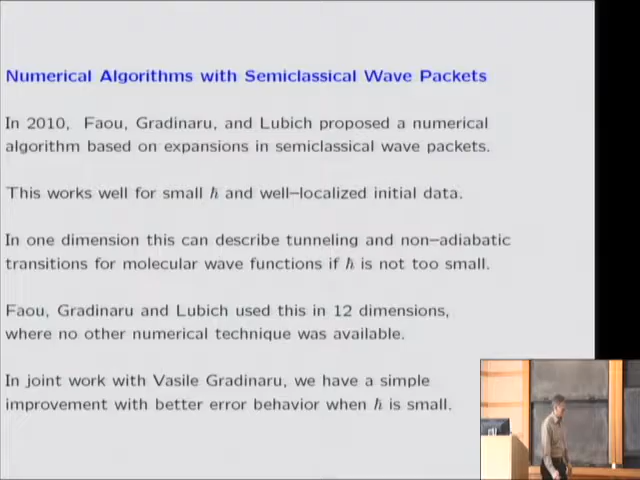 Numerical Algorithms with Semiclassical Wave Packets
In 2010, Faou, Gradinaru, and Lubich proposed a numerical
algorithm based on expansions in semiclassical wave packets.
This works well for small ℏ and well–localized initial data.
In one dimension this can describe tunneling and non–adiabatic
transitions for molecular wave functions if ℏ is not too small.
Faou, Gradinaru and Lubich used this in 12 dimensions,
where no other numerical technique was available.
In joint work with Vasile Gradinaru, we have a simple
improvement with better error behavior when ℏ is small.